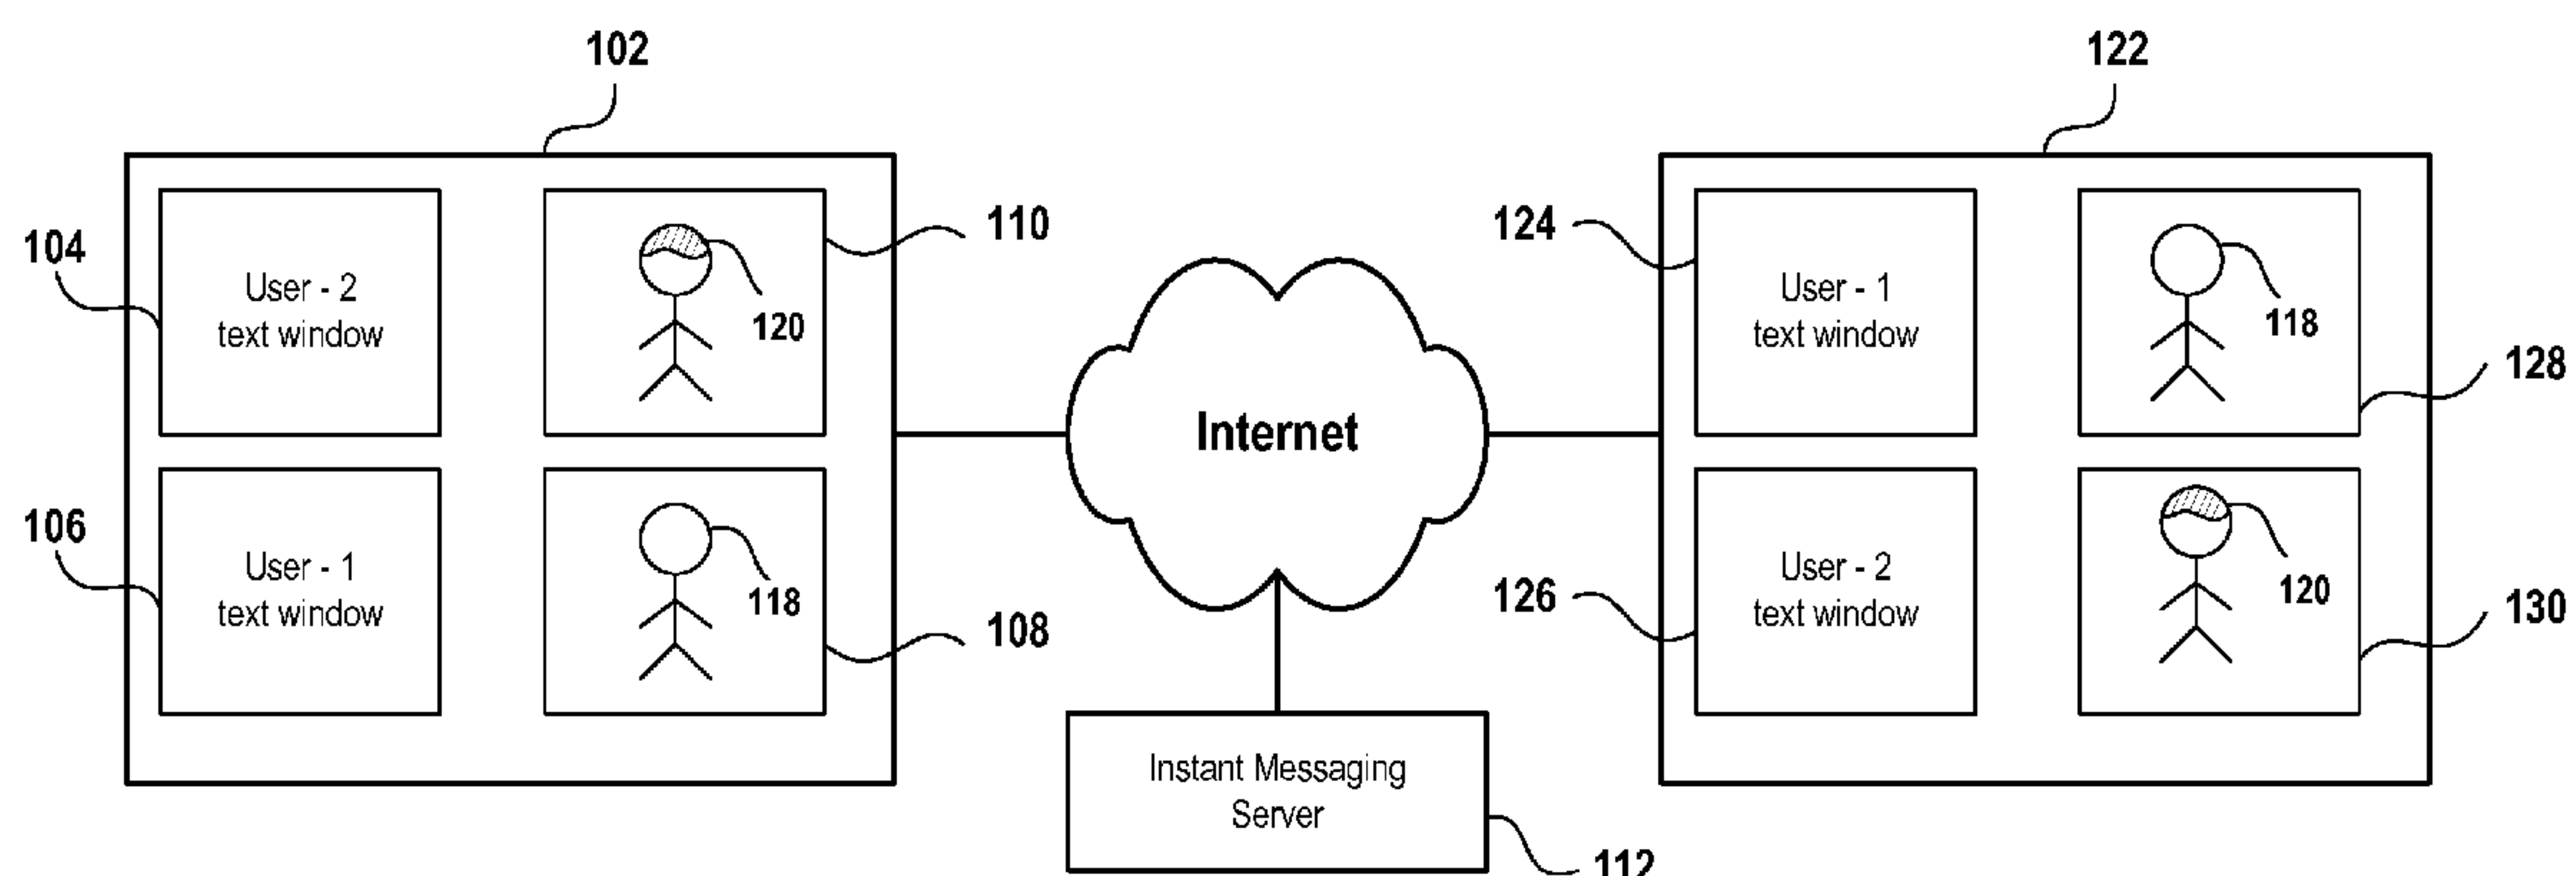 102
122
104
User - 2
text window
120
110
124
User - 1
text window
118
128
Internet
106
User - 1
text window
118
108
126
User - 2
text window
120
130
Instant Messaging
Server
112